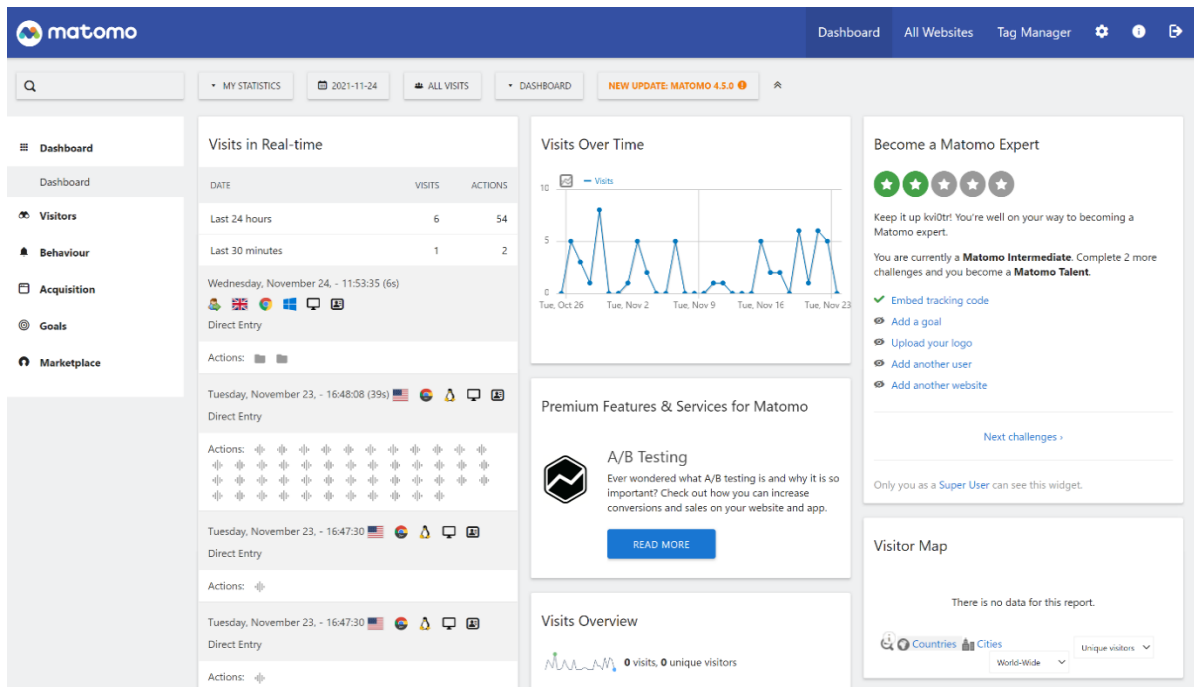 matomo
Dashboard All Websites Tag Manager
MY STATISTICS 2021-11-24 ALL VISITS DASHBOARD NEW UPDATE: MATOMO 4.5.0
Dashboard
Dashboard
Visitors
Behaviour
Acquisition
Goals
Marketplace
Visits in Real-time
DATE VISITS ACTIONS
Last 24 hours 6 54
Last 30 minutes 1 2
Wednesday, November 24, - 11:53:35 (6s)
Direct Entry
Actions:
Tuesday, November 23, - 16:48:08 (39s)
Direct Entry
Actions:
Tuesday, November 23, - 16:47:30
Direct Entry
Actions:
Tuesday, November 23, - 16:47:30
Direct Entry
Actions:
Visits Over Time
Visits
10
5
0
Tue, Oct 26 Tue, Nov 2 Tue, Nov 9 Tue, Nov 16 Tue, Nov 23
Premium Features & Services for Matomo
A/B Testing
Ever wondered what A/B testing is and why it is so
important? Check out how you can increase
conversions and sales on your website and app.
READ MORE
Visits Overview
0 visits, 0 unique visitors
Become a Matomo Expert
Keep it up kvi0tr! You're well on your way to becoming a
Matomo expert.
You are currently a Matomo Intermediate. Complete 2 more
challenges and you become a Matomo Talent.
Embed tracking code
Add a goal
Upload your logo
Add another user
Add another website
Next challenges ›
Only you as a Super User can see this widget.
Visitor Map
There is no data for this report.
Countries Cities
Unique visitors
World-Wide